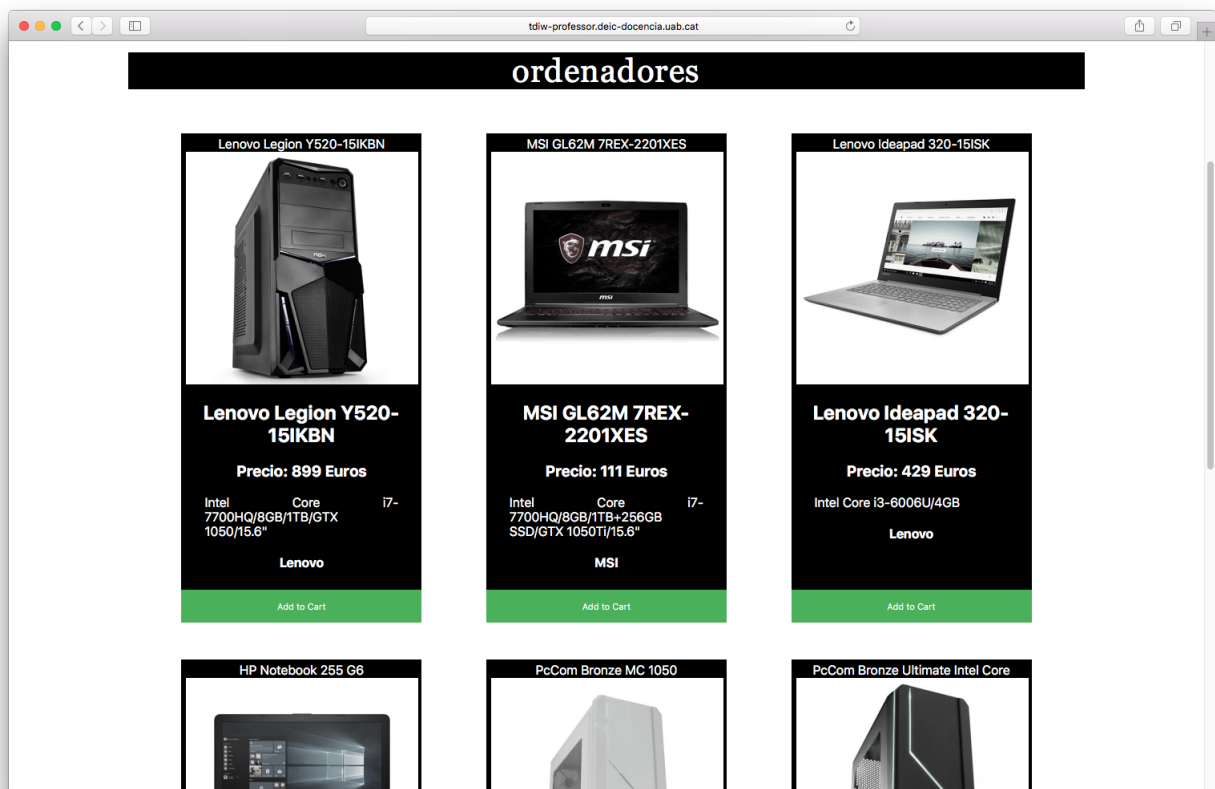 tdiw-professor.deic-docencia.uab.cat
ordenadores
Lenovo Legion Y520-15IKBN
MSI GL62M 7REX-2201XES
Lenovo Ideapad 320-15ISK
msi
msi
Lenovo Legion Y520-
15IKBN
Precio: 899 Euros
Intel Core i7-
7700HQ/8GB/1TB/GTX
1050/15.6"
Lenovo
Add to Cart
MSI GL62M 7REX-
2201XES
Precio: 111 Euros
Intel Core i7-
7700HQ/8GB/1TB+256GB
SSD/GTX 1050Ti/15.6"
MSI
Add to Cart
Lenovo Ideapad 320-
15ISK
Precio: 429 Euros
Intel Core i3-6006U/4GB
Lenovo
Add to Cart
HP Notebook 255 G6
PcCom Bronze MC 1050
PcCom Bronze Ultimate Intel Core